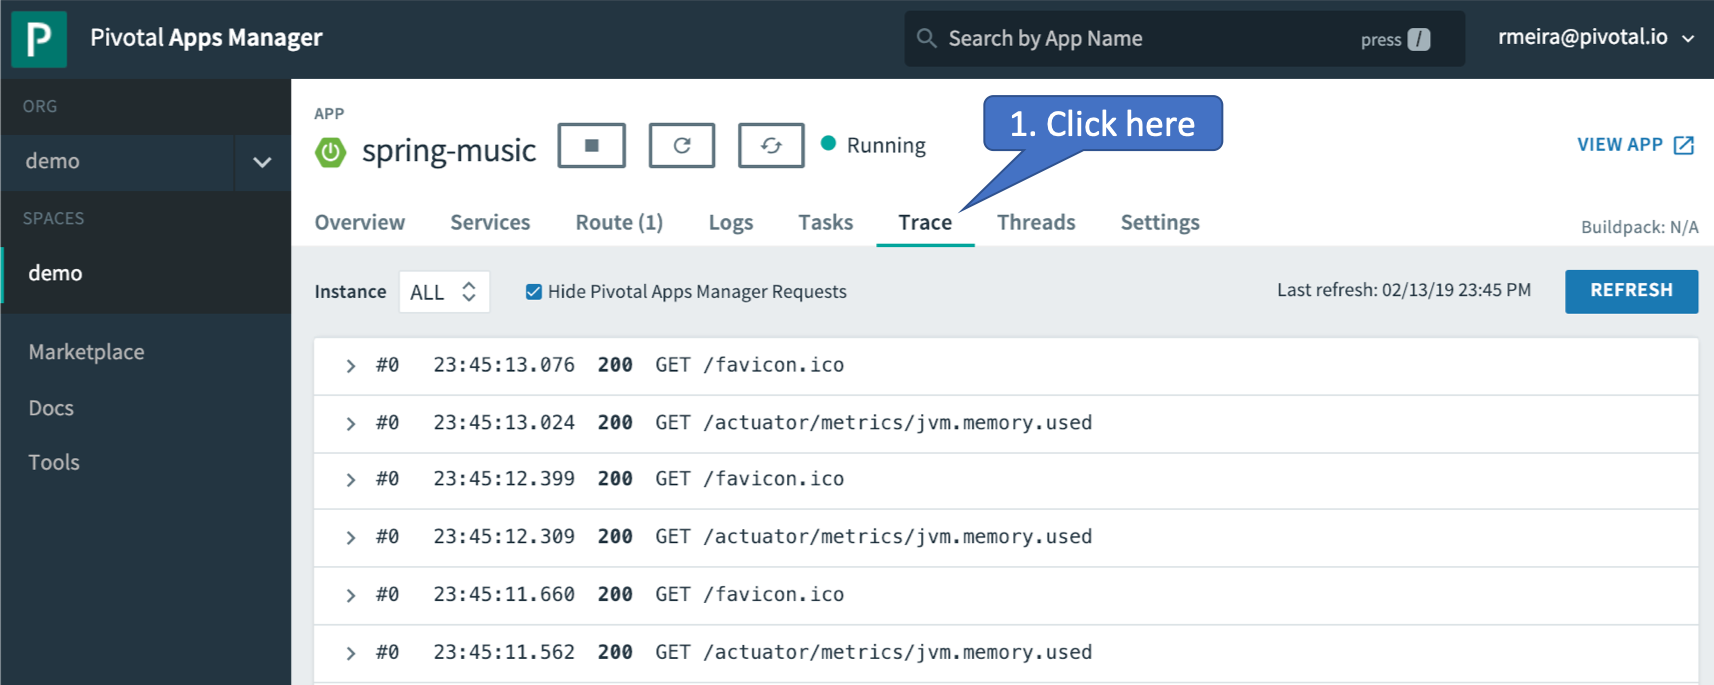 P Pivotal Apps Manager Search by App Name press / rmeira@pivotal.io
ORG
demo
SPACES
demo
Marketplace
Docs
Tools
APP
spring-music Running
1. Click here
VIEW APP
Overview Services Route (1) Logs Tasks Trace Threads Settings
Buildpack: N/A
Instance ALL Hide Pivotal Apps Manager Requests Last refresh: 02/13/19 23:45 PM REFRESH
#0 23:45:13.076 200 GET /favicon.ico
#0 23:45:13.024 200 GET /actuator/metrics/jvm.memory.used
#0 23:45:12.399 200 GET /favicon.ico
#0 23:45:12.309 200 GET /actuator/metrics/jvm.memory.used
#0 23:45:11.660 200 GET /favicon.ico
#0 23:45:11.562 200 GET /actuator/metrics/jvm.memory.used